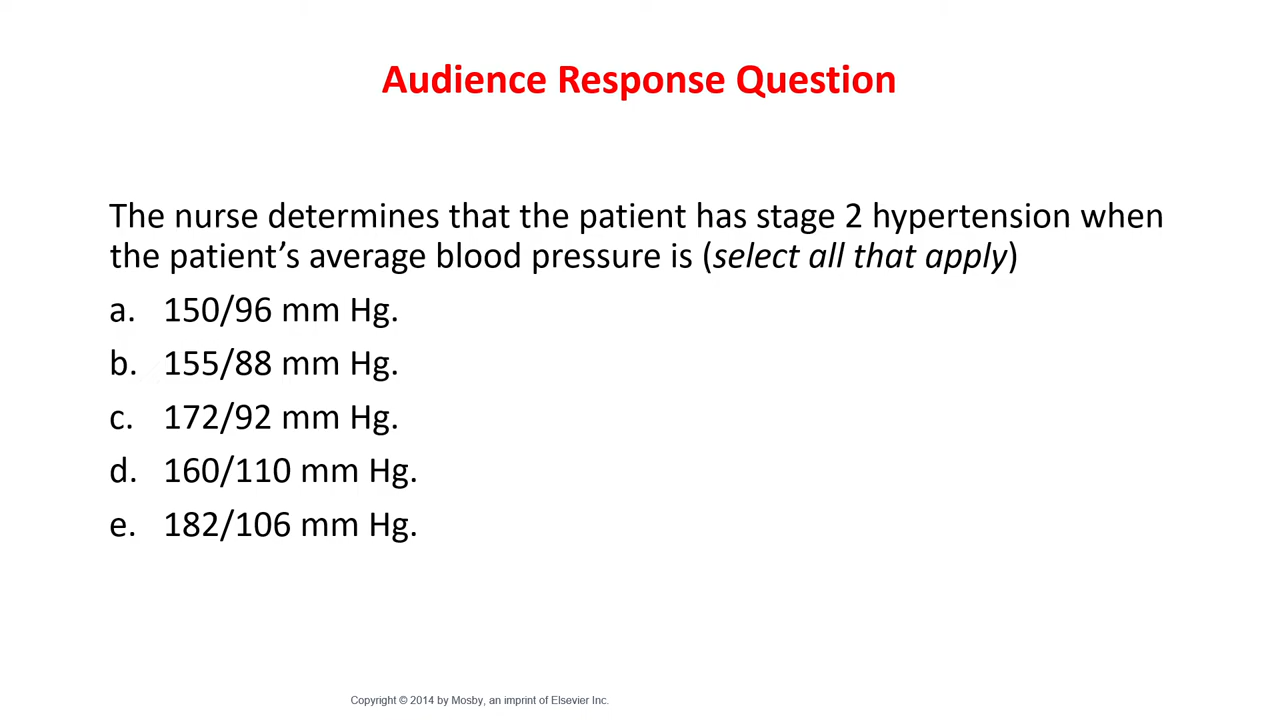 Audience Response Question
The nurse determines that the patient has stage 2 hypertension when
the patient’s average blood pressure is (select all that apply)
a. 150/96 mm Hg.
b. 155/88 mm Hg.
c. 172/92 mm Hg.
d. 160/110 mm Hg.
e. 182/106 mm Hg.
Copyright © 2014 by Mosby, an imprint of Elsevier Inc.